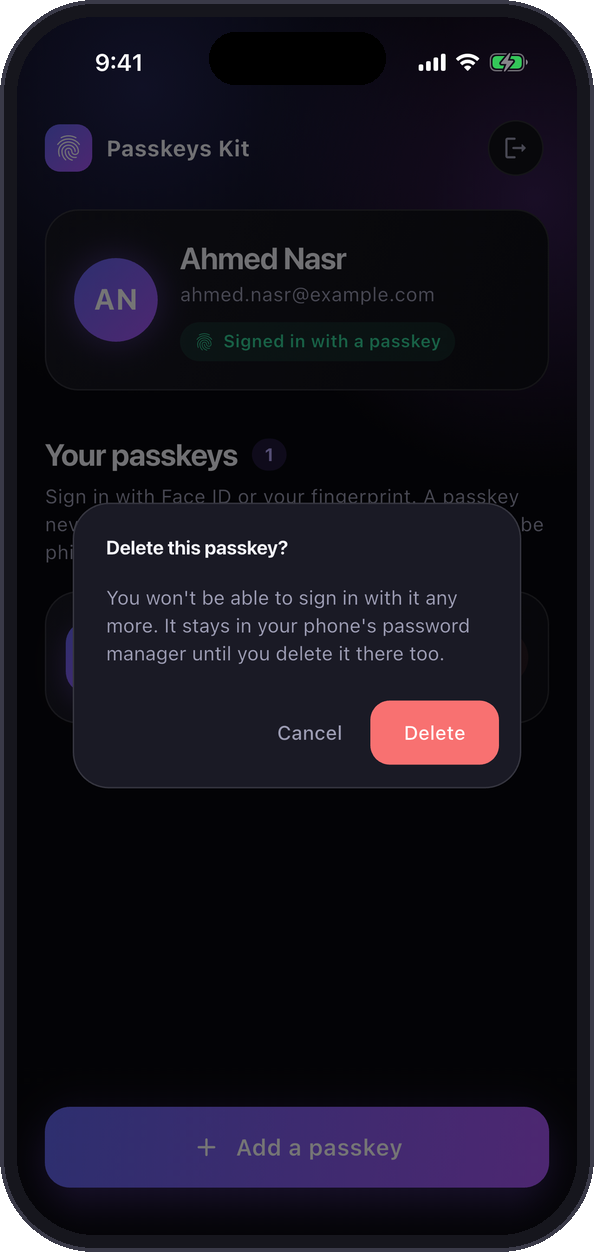 9:41
Passkeys Kit
AN
Ahmed Nasr
ahmed.nasr@example.com
Signed in with a passkey
Your passkeys 1
Sign in with Face ID or your fingerprint. A passkey
be
Delete this passkey?
You won't be able to sign in with it any
more. It stays in your phone's password
manager until you delete it there too.
Cancel Delete
+ Add a passkey